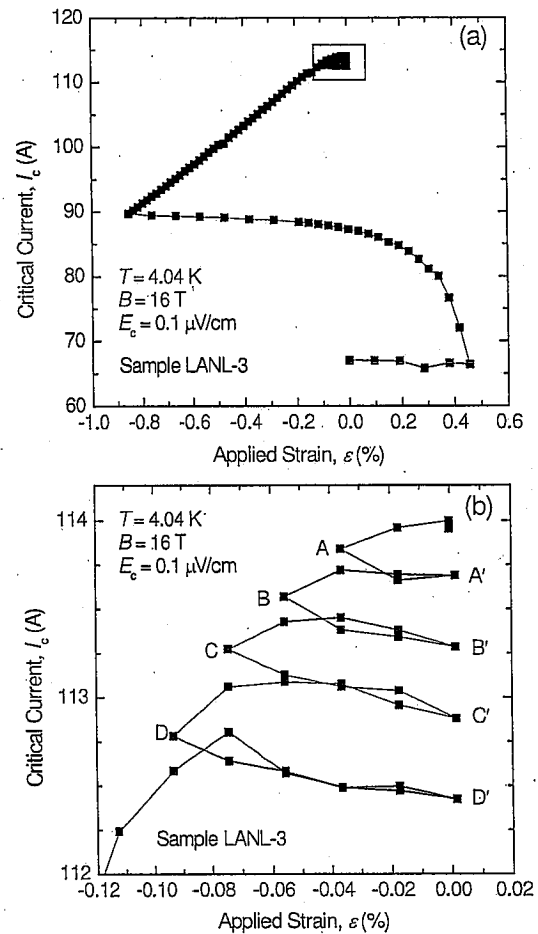 120
110
100
90
80
70
60
Critical Current, Ic (A)
(a)
T = 4.04 K
B = 16 T
Ec = 0.1 μV/cm
Sample LANL-3
-1.0 -0.8 -0.6 -0.4 -0.2 0.0 0.2 0.4 0.6
Applied Strain, ε (%)
(b)
114
113
112
Critical Current, Ic (A)
T = 4.04 K
B = 16 T
Ec = 0.1 μV/cm
A
A'
B
B'
C
C'
D
D'
Sample LANL-3
-0.12 -0.10 -0.08 -0.06 -0.04 -0.02 0.00 0.02
Applied Strain, ε (%)